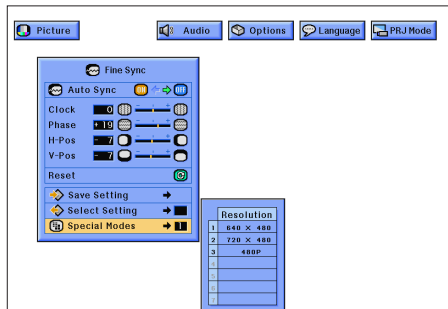 Picture Audio Options Language PRJ Mode
Fine Sync
Auto Sync ON OFF
Clock 0 - +
Phase + 19 - +
H-Pos - 7 - +
V-Pos - 7 - +
Reset
Save Setting
Select Setting
Special Modes 1
Resolution
1 640 × 480
2 720 × 480
3 480P
4
5
6
7